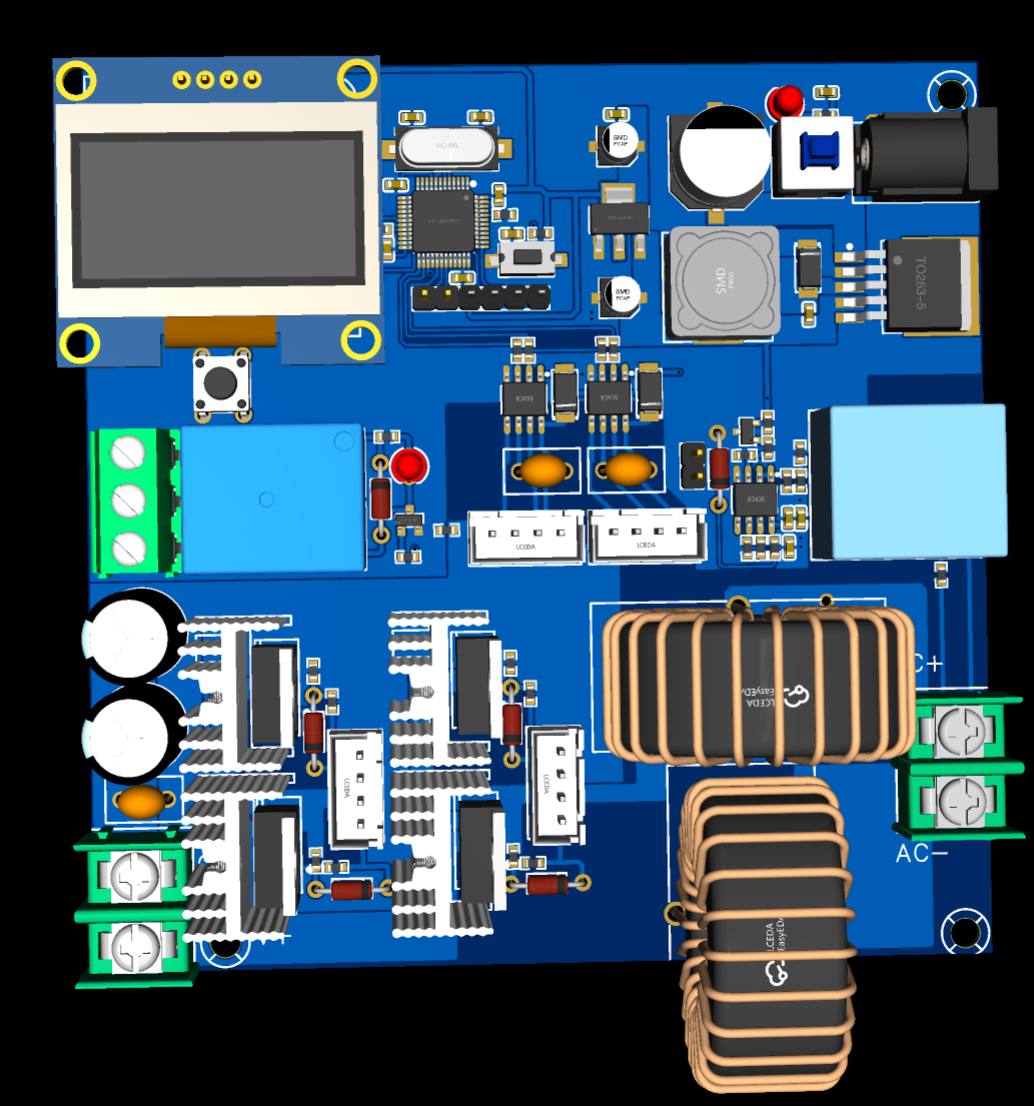 HC-49S
SMD
ECAP
SMD
IND
TO263-5
SMD
ECAP
SOIC8
SOIC8
SOIC8
LCEDA
LCEDA
LCEDA
EasyEDA
C+
LCEDA
LCEDA
AC-
LCEDA
EasyEDA